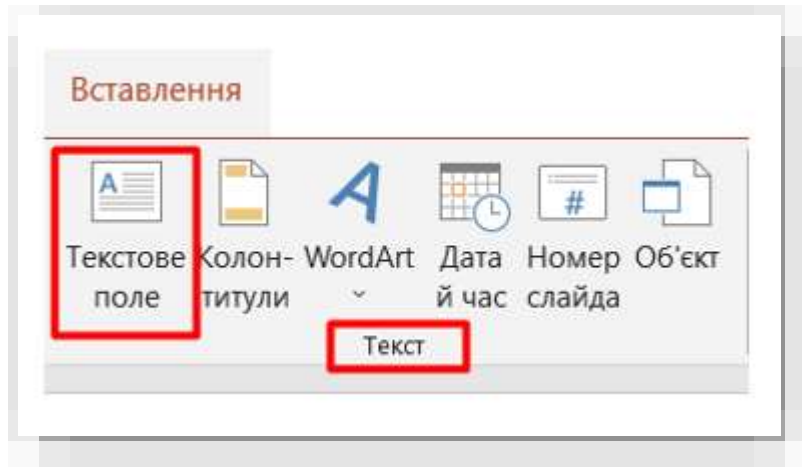 Вставлення
Текстове Колон- WordArt Дата Номер Об'єкт
поле титули й час слайда
Текст